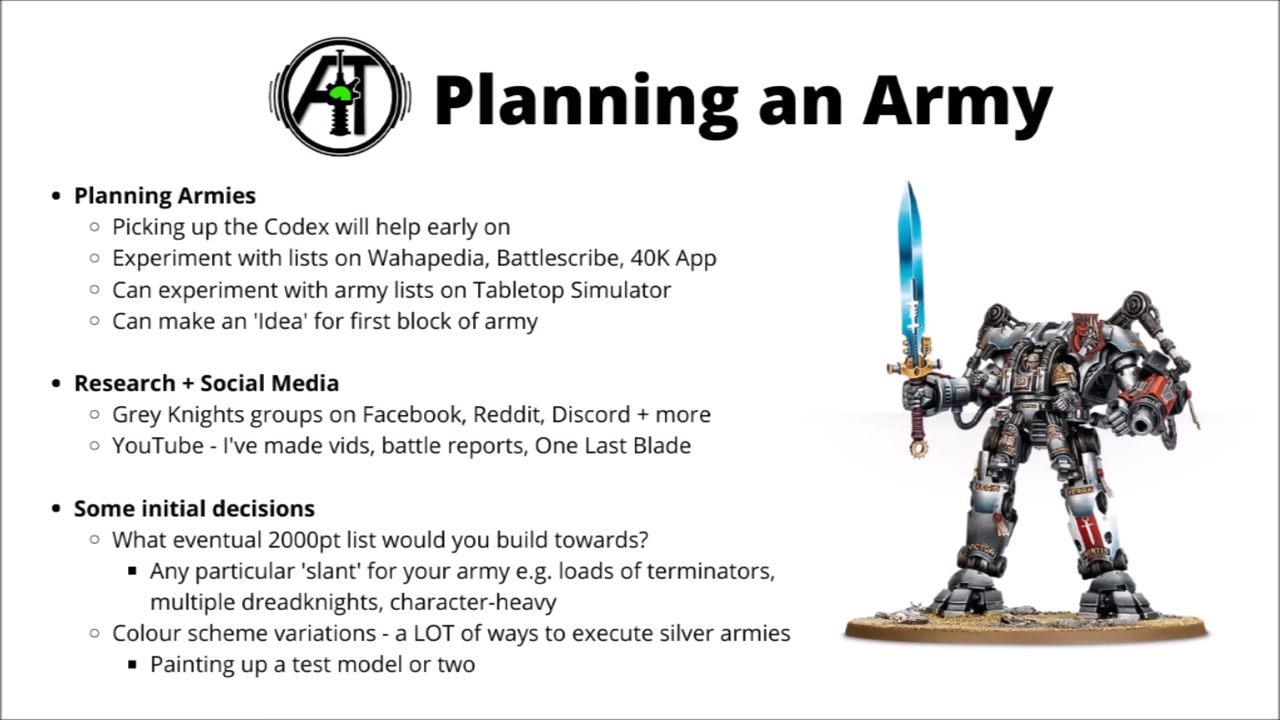 AT
Planning an Army
• Planning Armies
○ Picking up the Codex will help early on
○ Experiment with lists on Wahapedia, Battlescribe, 40K App
○ Can experiment with army lists on Tabletop Simulator
○ Can make an 'Idea' for first block of army
• Research + Social Media
○ Grey Knights groups on Facebook, Reddit, Discord + more
○ YouTube - I've made vids, battle reports, One Last Blade
• Some initial decisions
○ What eventual 2000pt list would you build towards?
▪ Any particular 'slant' for your army e.g. loads of terminators,
multiple dreadknights, character-heavy
○ Colour scheme variations - a LOT of ways to execute silver armies
▪ Painting up a test model or two